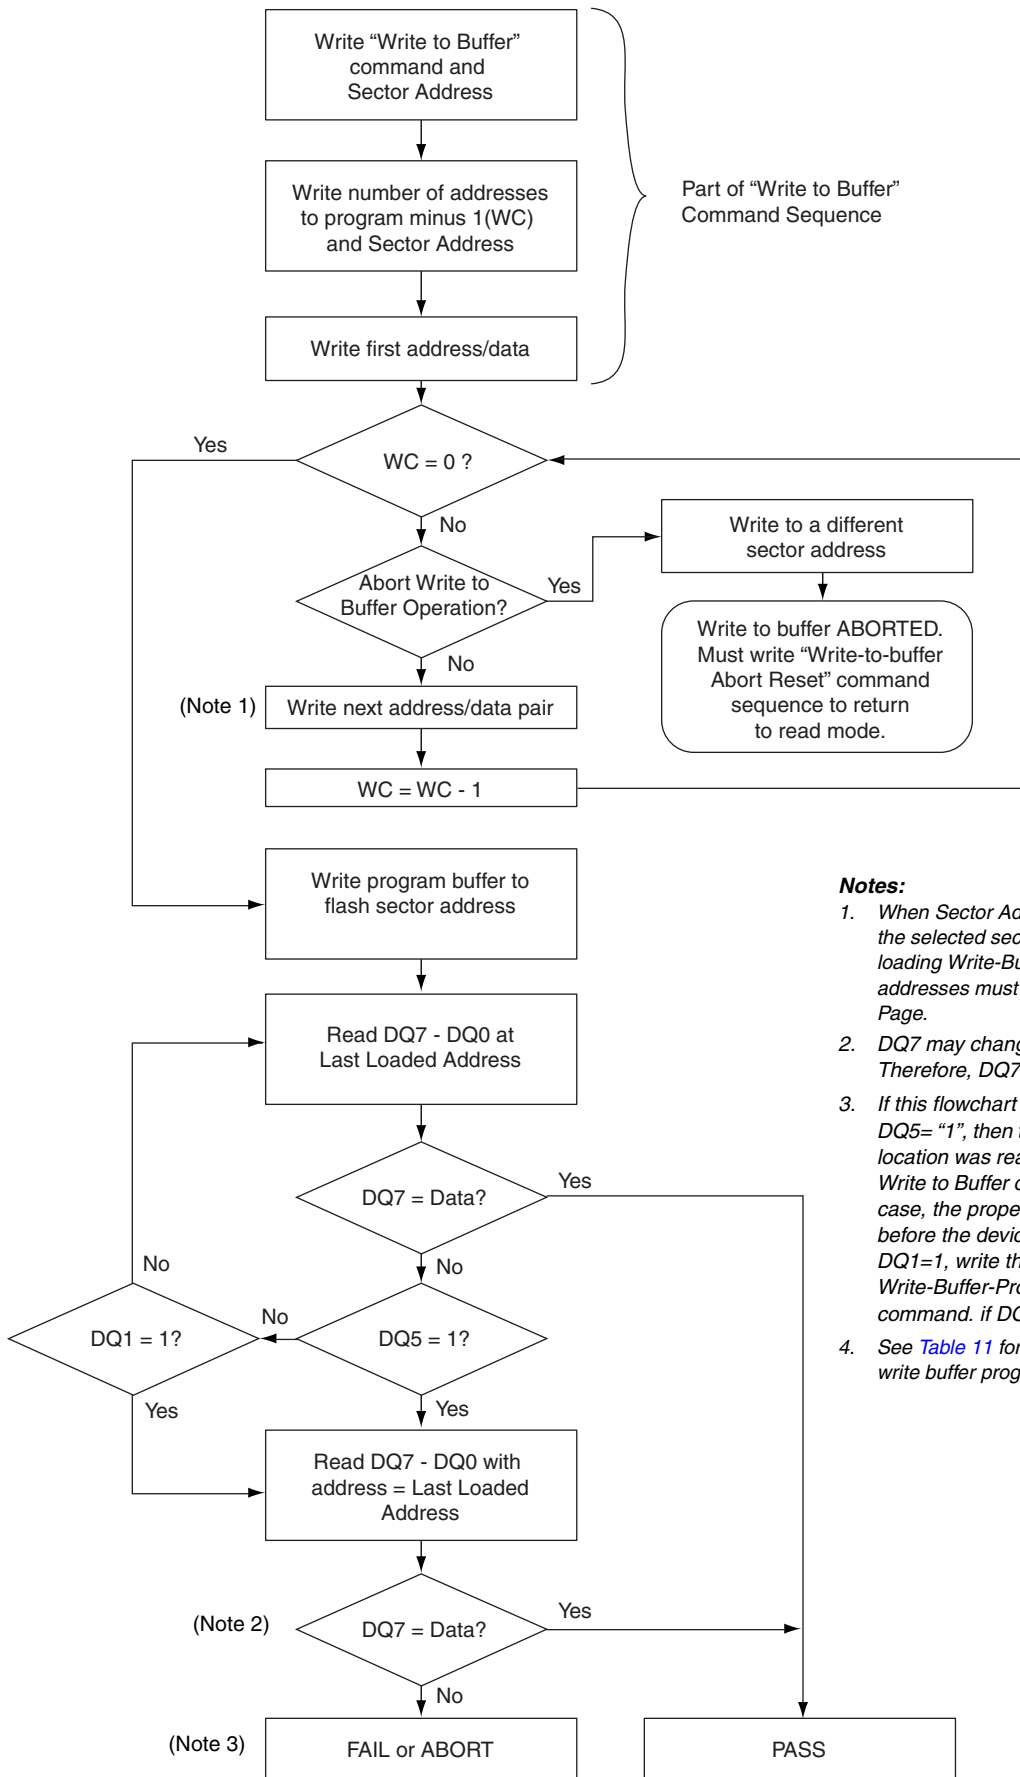 Write “Write to Buffer”
command and
Sector Address
Write number of addresses
to program minus 1(WC)
and Sector Address
Part of “Write to Buffer”
Command Sequence
Write first address/data
WC = 0 ?
Yes
No
Abort Write to
Buffer Operation?
Yes
No
Write to a different
sector address
Write to buffer ABORTED.
Must write “Write-to-buffer
Abort Reset” command
sequence to return
to read mode.
(Note 1)
Write next address/data pair
WC = WC - 1
Write program buffer to
flash sector address
Read DQ7 - DQ0 at
Last Loaded Address
DQ7 = Data?
Yes
No
DQ5 = 1?
No
DQ1 = 1?
No
Yes
Yes
Read DQ7 - DQ0 with
address = Last Loaded
Address
(Note 2)
DQ7 = Data?
Yes
No
(Note 3)
FAIL or ABORT
PASS
Notes:
1. When Sector Ad
the selected sec
loading Write-Bu
addresses must
Page.
2. DQ7 may chang
Therefore, DQ7
3. If this flowchart
DQ5= “1”, then t
location was rea
Write to Buffer o
case, the prope
before the devic
DQ1=1, write th
Write-Buffer-Pro
command. if DQ
4. See Table 11 for
write buffer prog